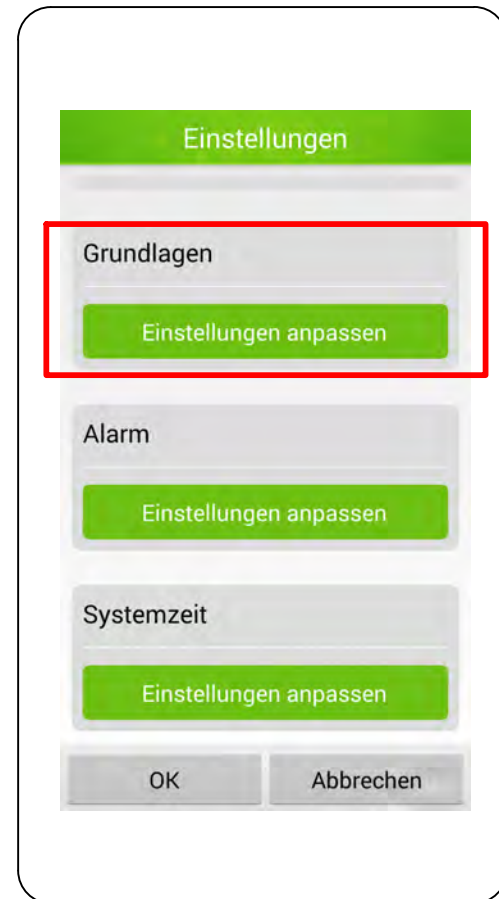 Einstellungen
Grundlagen
Einstellungen anpassen
Alarm
Einstellungen anpassen
Systemzeit
Einstellungen anpassen
OK Abbrechen